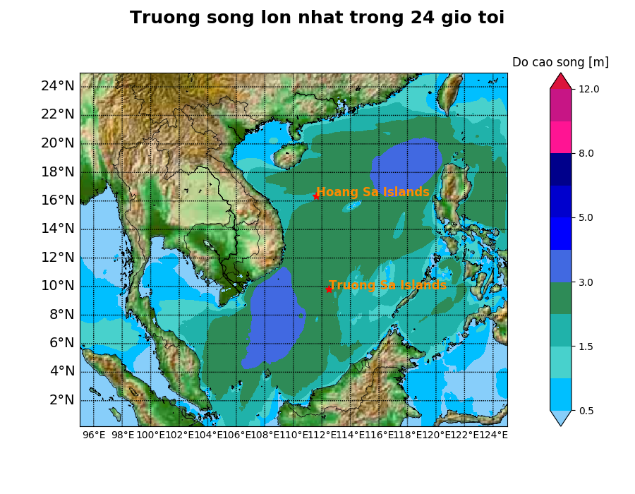 Truong song lon nhat trong 24 gio toi
Do cao song [m]
24°N
22°N
20°N
18°N
16°N
14°N
12°N
10°N
8°N
6°N
4°N
2°N
Hoang Sa Islands
Truong Sa Islands
96°E 98°E 100°E 102°E 104°E 106°E 108°E 110°E 112°E 114°E 116°E 118°E 120°E 122°E 124°E
12.0
8.0
5.0
3.0
1.5
0.5